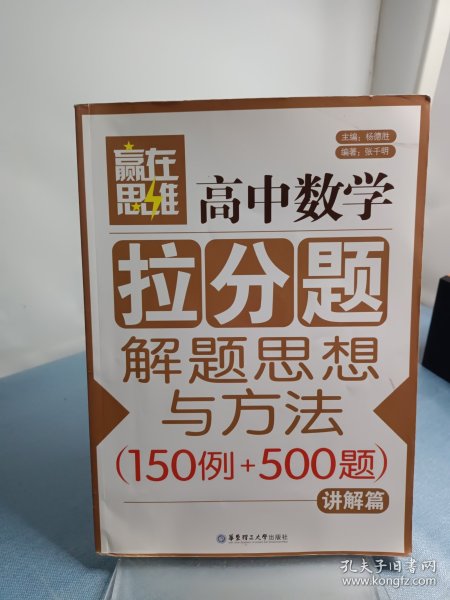 主编：杨德胜
编著：张千明
赢在
思维
高中数学
拉分题
解题思想
与方法
（150例+500题）
讲解篇
华东理工大学出版社
孔夫子旧书网
www.kongfz.com